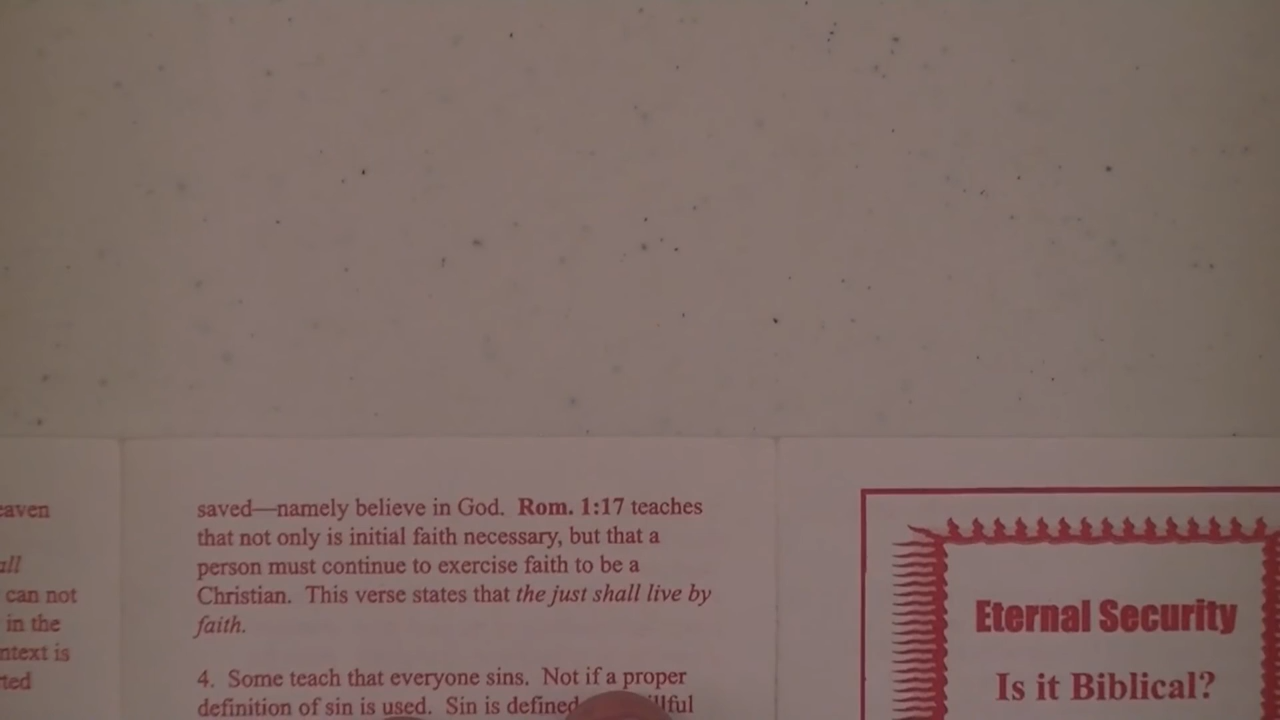 eaven
all
can not
in the
ntext is
rted
saved—namely believe in God. Rom. 1:17 teaches
that not only is initial faith necessary, but that a
person must continue to exercise faith to be a
Christian. This verse states that the just shall live by
faith.
4. Some teach that everyone sins. Not if a proper
definition of sin is used. Sin is defined
Eternal Security
Is it Biblical?